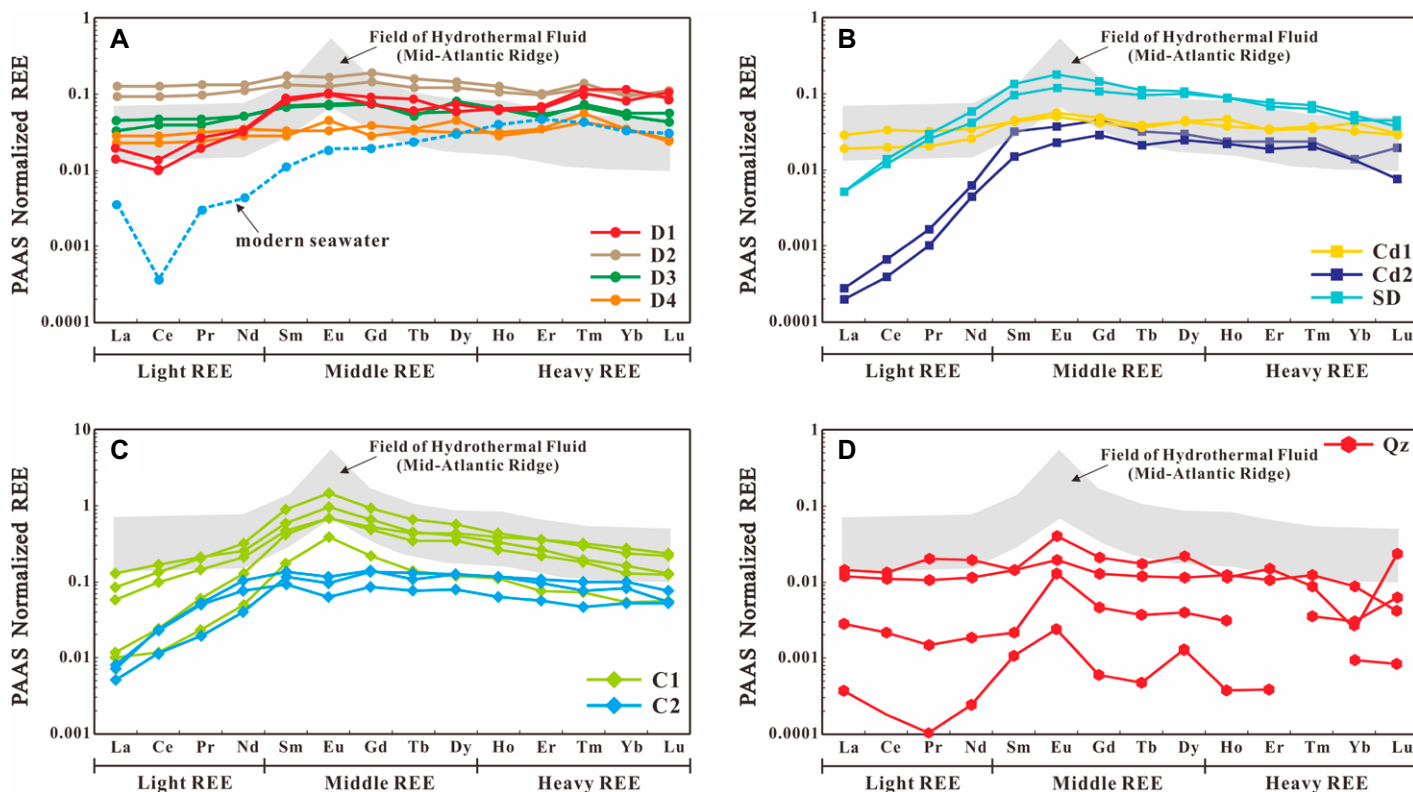 A
Field of Hydrothermal Fluid
(Mid-Atlantic Ridge)
modern seawater
D1
D2
D3
D4
PAAS Normalized REE
1
0.1
0.01
0.001
0.0001
La Ce Pr Nd Sm Eu Gd Tb Dy Ho Er Tm Yb Lu
Light REE Middle REE Heavy REE
B
Field of Hydrothermal Fluid
(Mid-Atlantic Ridge)
Cd1
Cd2
SD
PAAS Normalized REE
1
0.1
0.01
0.001
0.0001
La Ce Pr Nd Sm Eu Gd Tb Dy Ho Er Tm Yb Lu
Light REE Middle REE Heavy REE
C
Field of Hydrothermal Fluid
(Mid-Atlantic Ridge)
C1
C2
PAAS Normalized REE
10
1
0.1
0.01
0.001
La Ce Pr Nd Sm Eu Gd Tb Dy Ho Er Tm Yb Lu
Light REE Middle REE Heavy REE
D
Qz
Field of Hydrothermal Fluid
(Mid-Atlantic Ridge)
PAAS Normalized REE
1
0.1
0.01
0.001
0.0001
La Ce Pr Nd Sm Eu Gd Tb Dy Ho Er Tm Yb Lu
Light REE Middle REE Heavy REE